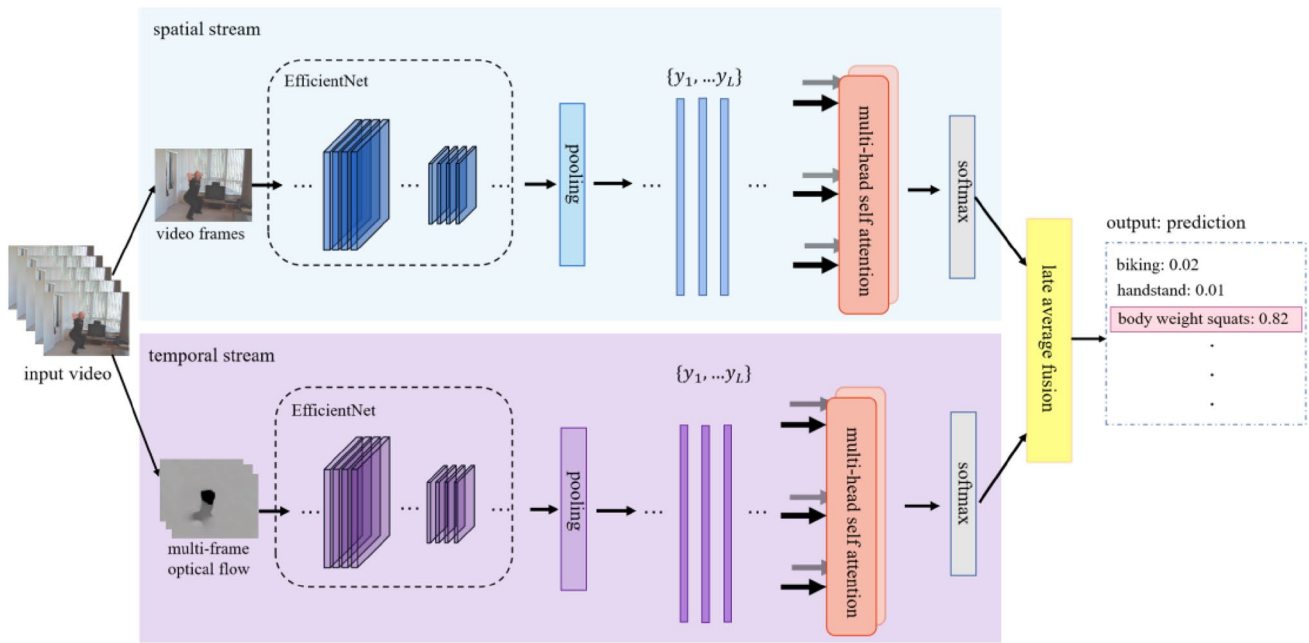 spatial stream
EfficientNet
{y₁, …y_L}
...
...
...
...
...
video frames
pooling
multi-head self attention
softmax
input video
temporal stream
EfficientNet
{y₁, …y_L}
...
...
...
...
...
multi-frame
optical flow
pooling
multi-head self attention
softmax
late average fusion
output: prediction
biking: 0.02
handstand: 0.01
body weight squats: 0.82
.
.
.